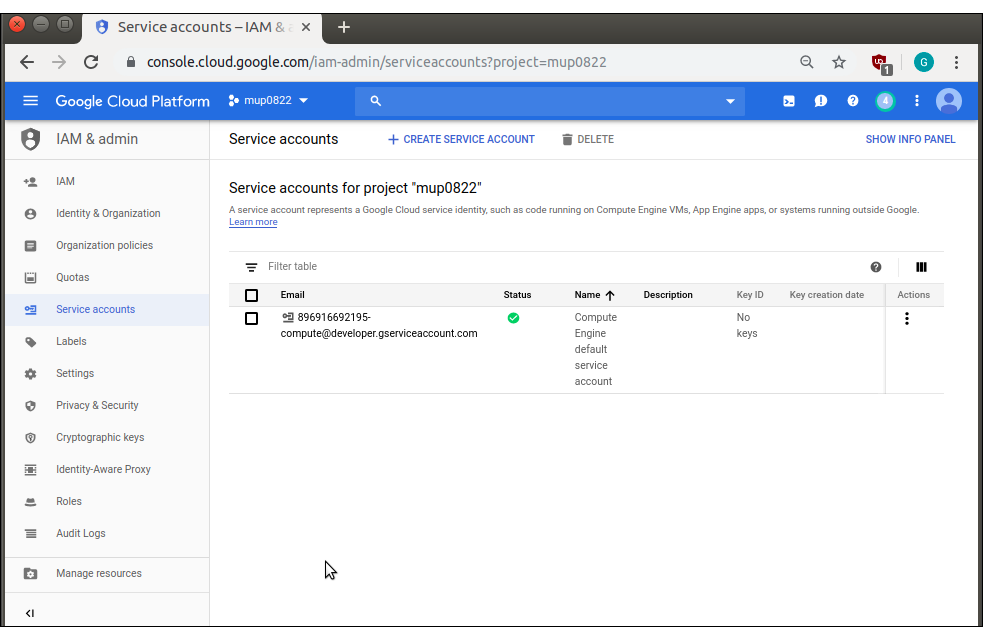 Service accounts – IAM & a
console.cloud.google.com/iam-admin/serviceaccounts?project=mup0822
1
G
Google Cloud Platform
mup0822
4
IAM & admin
Service accounts
CREATE SERVICE ACCOUNT
DELETE
SHOW INFO PANEL
IAM
Identity & Organization
Organization policies
Quotas
Service accounts
Labels
Settings
Privacy & Security
Cryptographic keys
Identity-Aware Proxy
Roles
Audit Logs
Manage resources
Service accounts for project "mup0822"
A service account represents a Google Cloud service identity, such as code running on Compute Engine VMs, App Engine apps, or systems running outside Google.
Learn more
Filter table
Email Status Name Description Key ID Key creation date Actions
896916692195- Compute No
compute@developer.gserviceaccount.com Engine keys
default
service
account